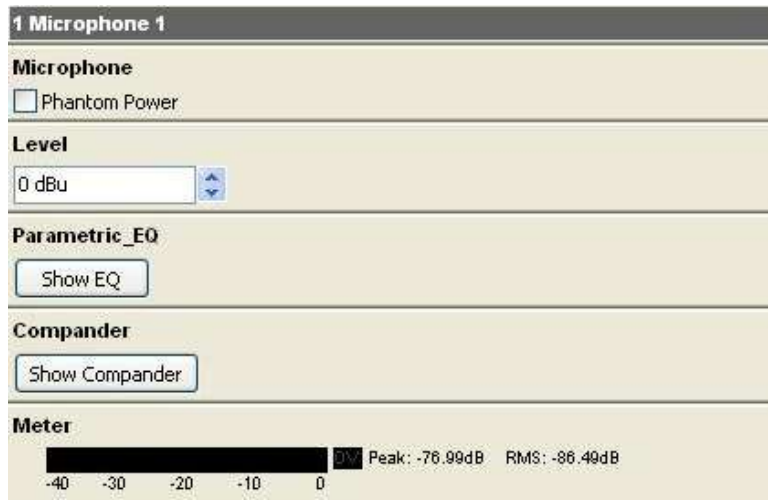 1 Microphone 1
Microphone
Phantom Power
Level
0 dBu
Parametric_EQ
Show EQ
Compander
Show Compander
Meter
OV Peak: -76.99dB RMS: -86.49dB
-40 -30 -20 -10 0